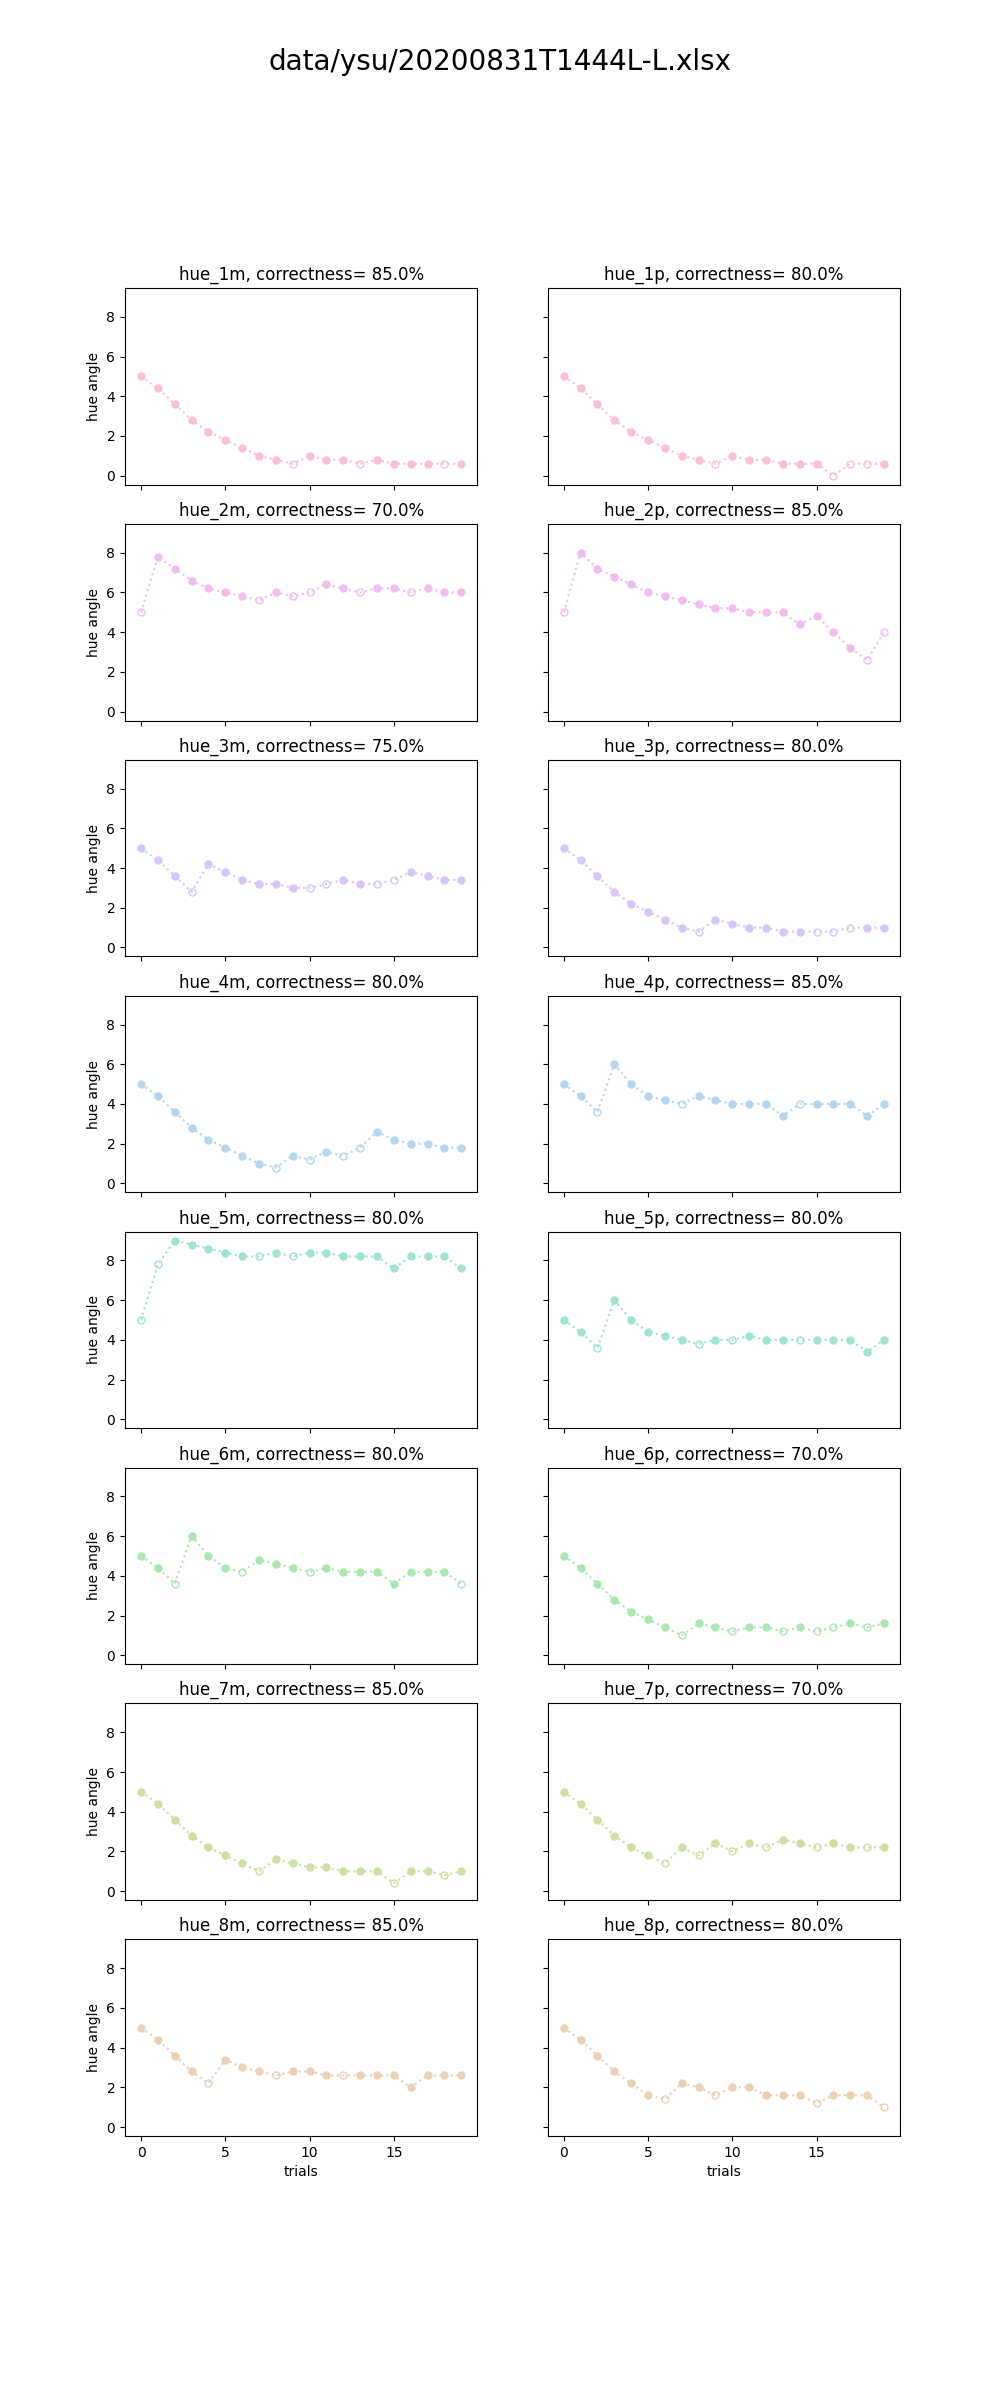 data/ysu/20200831T1444L-L.xlsx
hue_1m, correctness= 85.0%
hue_1p, correctness= 80.0%
hue angle
8
6
4
2
0
hue_2m, correctness= 70.0%
hue_2p, correctness= 85.0%
hue angle
8
6
4
2
0
hue_3m, correctness= 75.0%
hue_3p, correctness= 80.0%
hue angle
8
6
4
2
0
hue_4m, correctness= 80.0%
hue_4p, correctness= 85.0%
hue angle
8
6
4
2
0
hue_5m, correctness= 80.0%
hue_5p, correctness= 80.0%
hue angle
8
6
4
2
0
hue_6m, correctness= 80.0%
hue_6p, correctness= 70.0%
hue angle
8
6
4
2
0
hue_7m, correctness= 85.0%
hue_7p, correctness= 70.0%
hue angle
8
6
4
2
0
hue_8m, correctness= 85.0%
hue_8p, correctness= 80.0%
hue angle
8
6
4
2
0
0 5 10 15
trials
0 5 10 15
trials